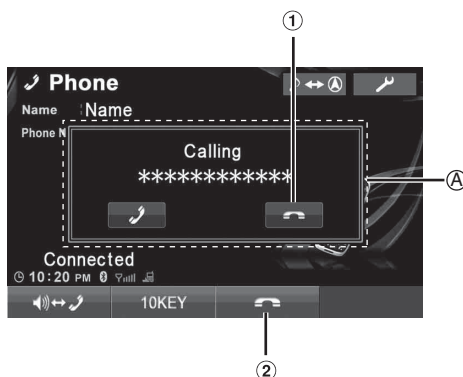 ①
Phone
Name :Name
Phone N
Calling
************
Ⓐ
Connected
10:20 PM
10KEY
②